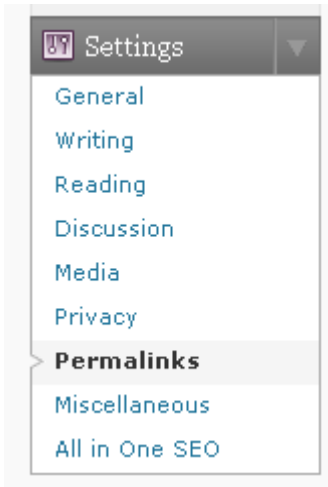 Settings
General
Writing
Reading
Discussion
Media
Privacy
Permalinks
Miscellaneous
All in One SEO